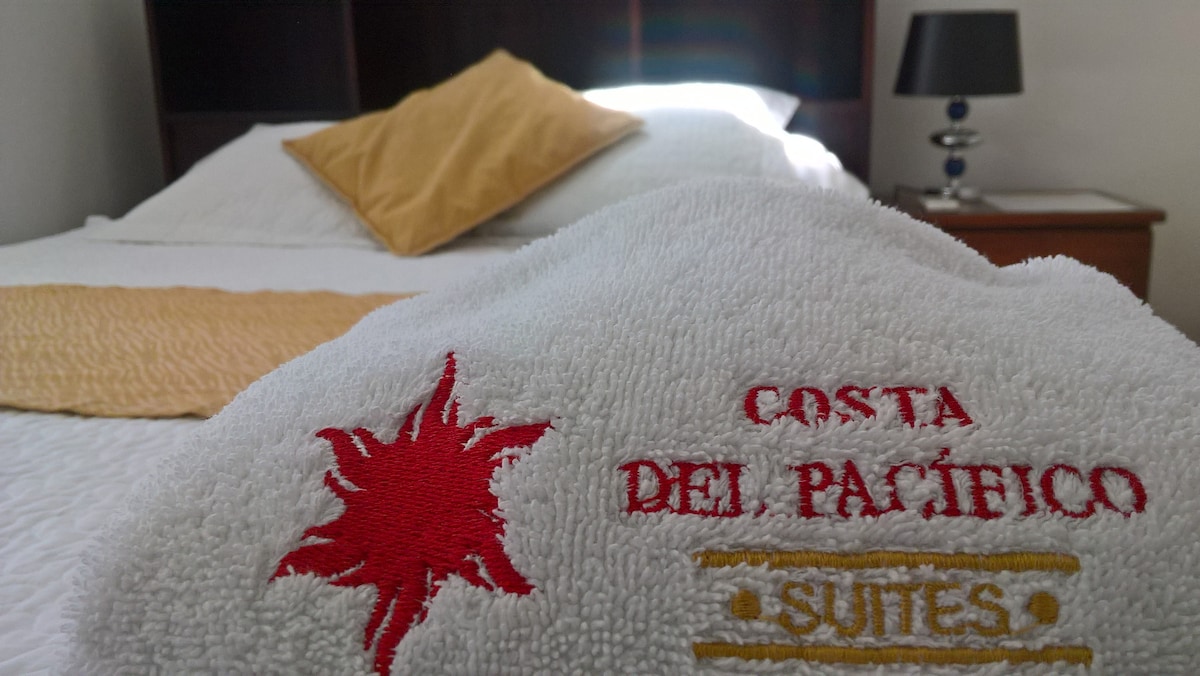 COSTA
DEL PACÍFICO
• SUITES •